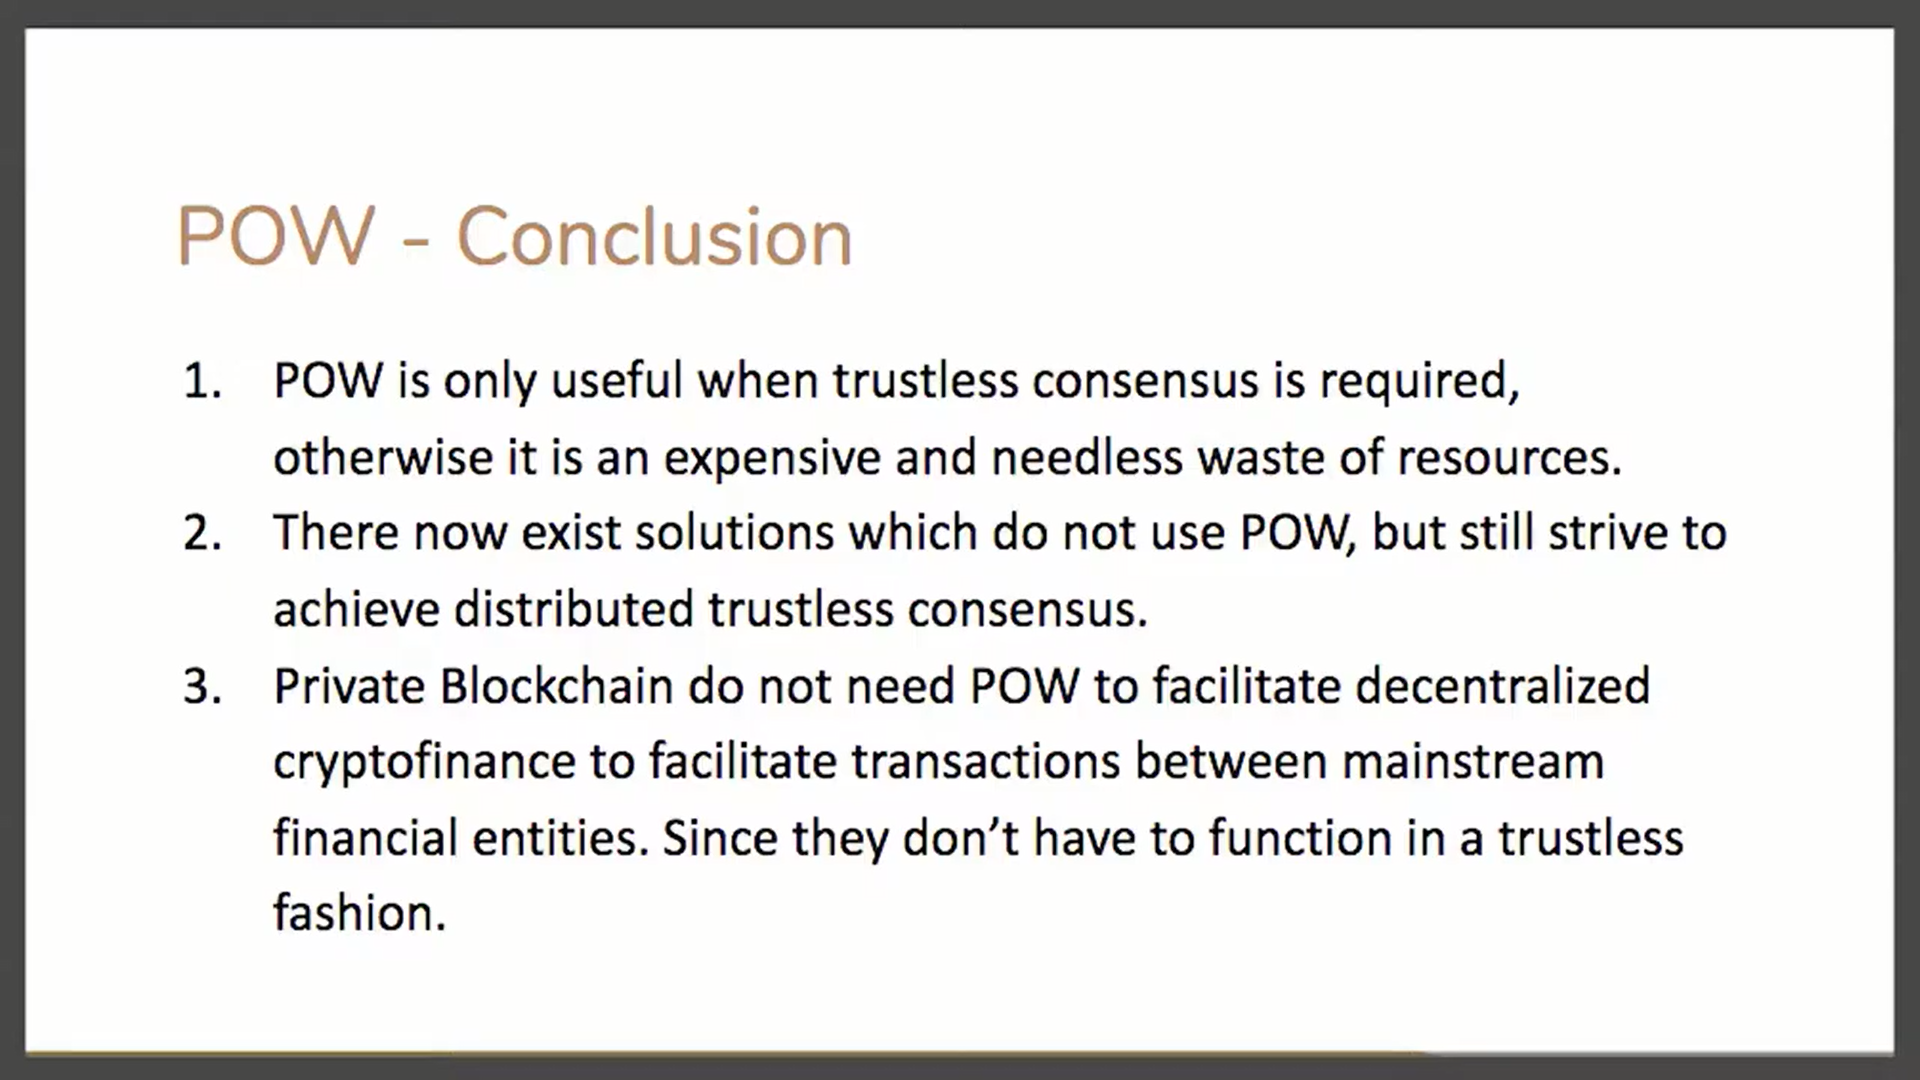 POW - Conclusion
1. POW is only useful when trustless consensus is required,
otherwise it is an expensive and needless waste of resources.
2. There now exist solutions which do not use POW, but still strive to
achieve distributed trustless consensus.
3. Private Blockchain do not need POW to facilitate decentralized
cryptofinance to facilitate transactions between mainstream
financial entities. Since they don’t have to function in a trustless
fashion.